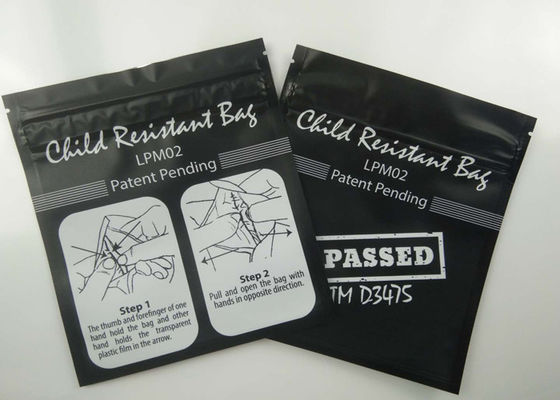 Child Resistant Bag
LPM02
Patent Pending
Step 1
The thumb and forefinger of one
hand hold the bag and other
hand holds the transparent
plastic film in the arrow.
Step 2
Pull and open the bag with
hands in opposite direction.
Child Resistant Bag
LPM02
Patent Pending
PASSED
TM D3475